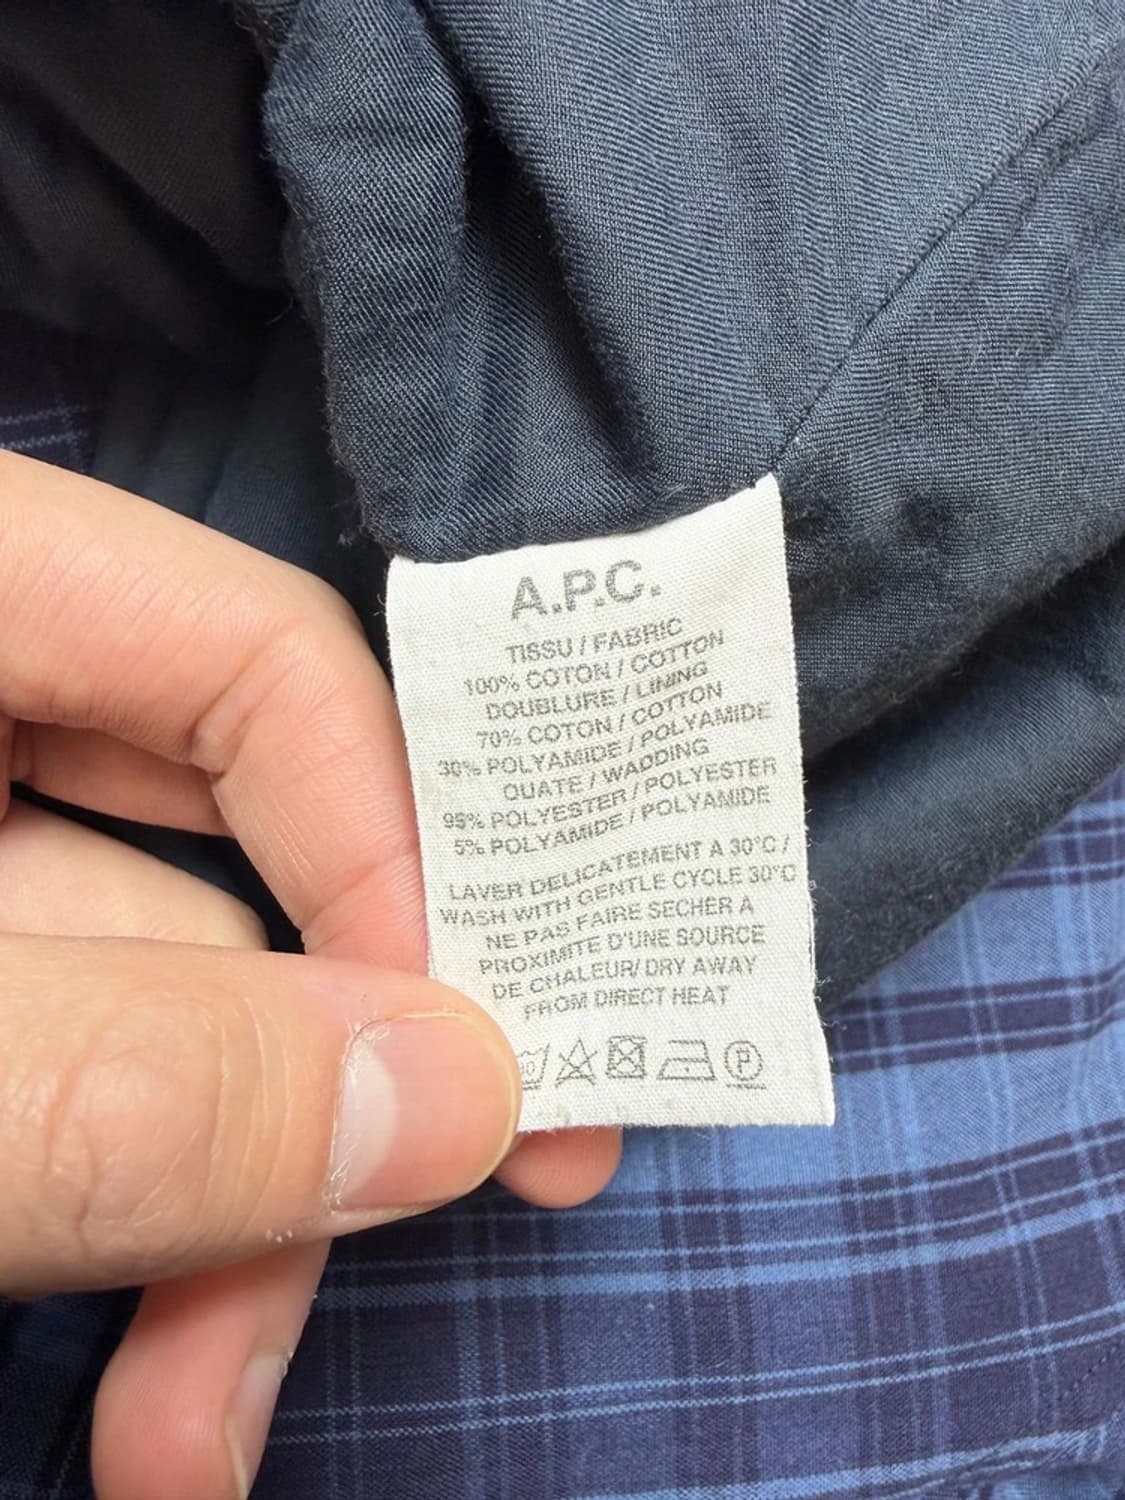 A.P.C.
TISSU / FABRIC
100% COTON / COTTON
DOUBLURE / LINING
70% COTON / COTTON
30% POLYAMIDE / POLYAMIDE
OUATE / WADDING
95% POLYESTER / POLYESTER
5% POLYAMIDE / POLYAMIDE
LAVER DELICATEMENT A 30°C /
WASH WITH GENTLE CYCLE 30°C
NE PAS FAIRE SECHER A
PROXIMITE D'UNE SOURCE
DE CHALEUR/ DRY AWAY
FROM DIRECT HEAT
30 P